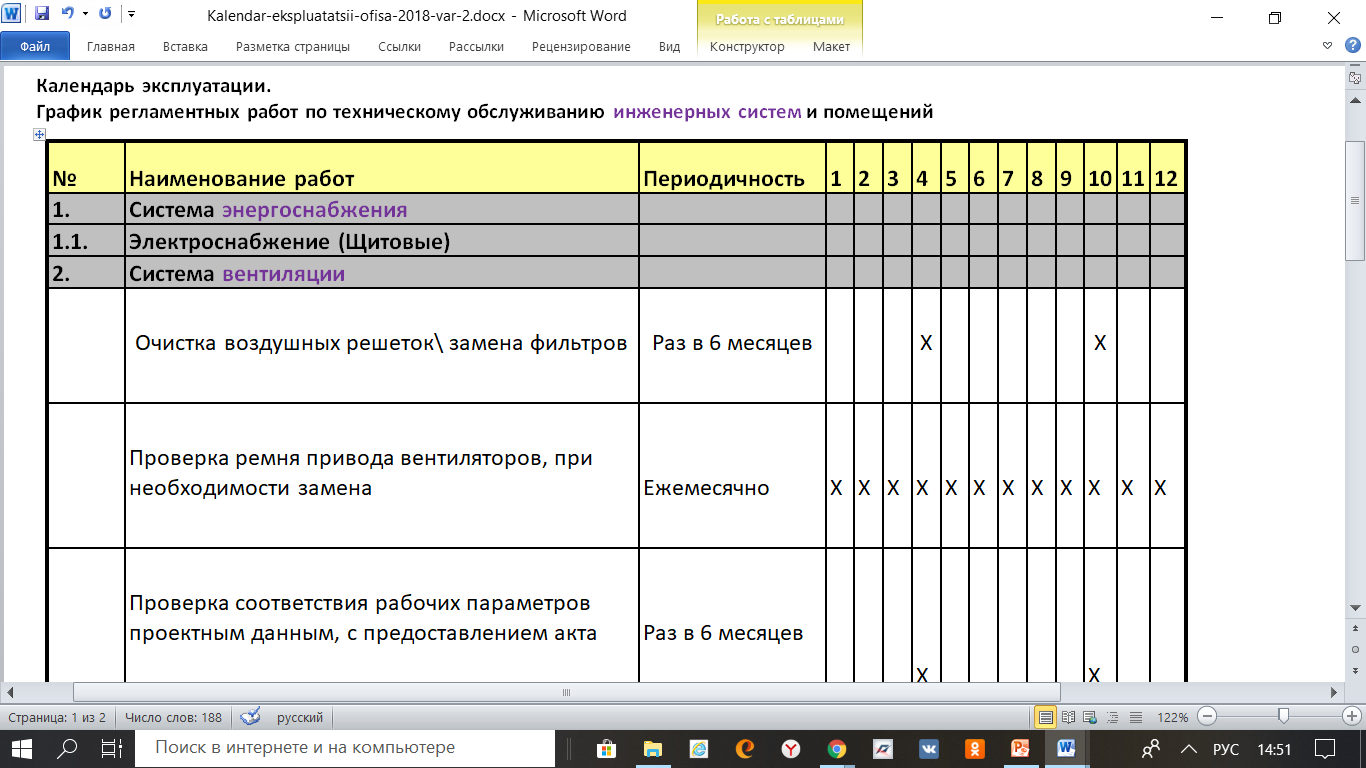 Kalendar-ekspluatatsii-ofisa-2018-var-2.docx - Microsoft Word
Работа с таблицами
Файл Главная Вставка Разметка страницы Ссылки Рассылки Рецензирование Вид Конструктор Макет
Календарь эксплуатации.
График регламентных работ по техническому обслуживанию инженерных систем и помещений
№ Наименование работ Периодичность 1 2 3 4 5 6 7 8 9 10 11 12
1. Система энергоснабжения
1.1. Электроснабжение (Щитовые)
2. Система вентиляции
Очистка воздушных решеток\ замена фильтров Раз в 6 месяцев X X
Проверка ремня привода вентиляторов, при
необходимости замена Ежемесячно X X X X X X X X X X X X
Проверка соответствия рабочих параметров
проектным данным, с предоставлением акта Раз в 6 месяцев
X X
Страница: 1 из 2 Число слов: 188 русский 122%
Поиск в интернете и на компьютере РУС 14:51